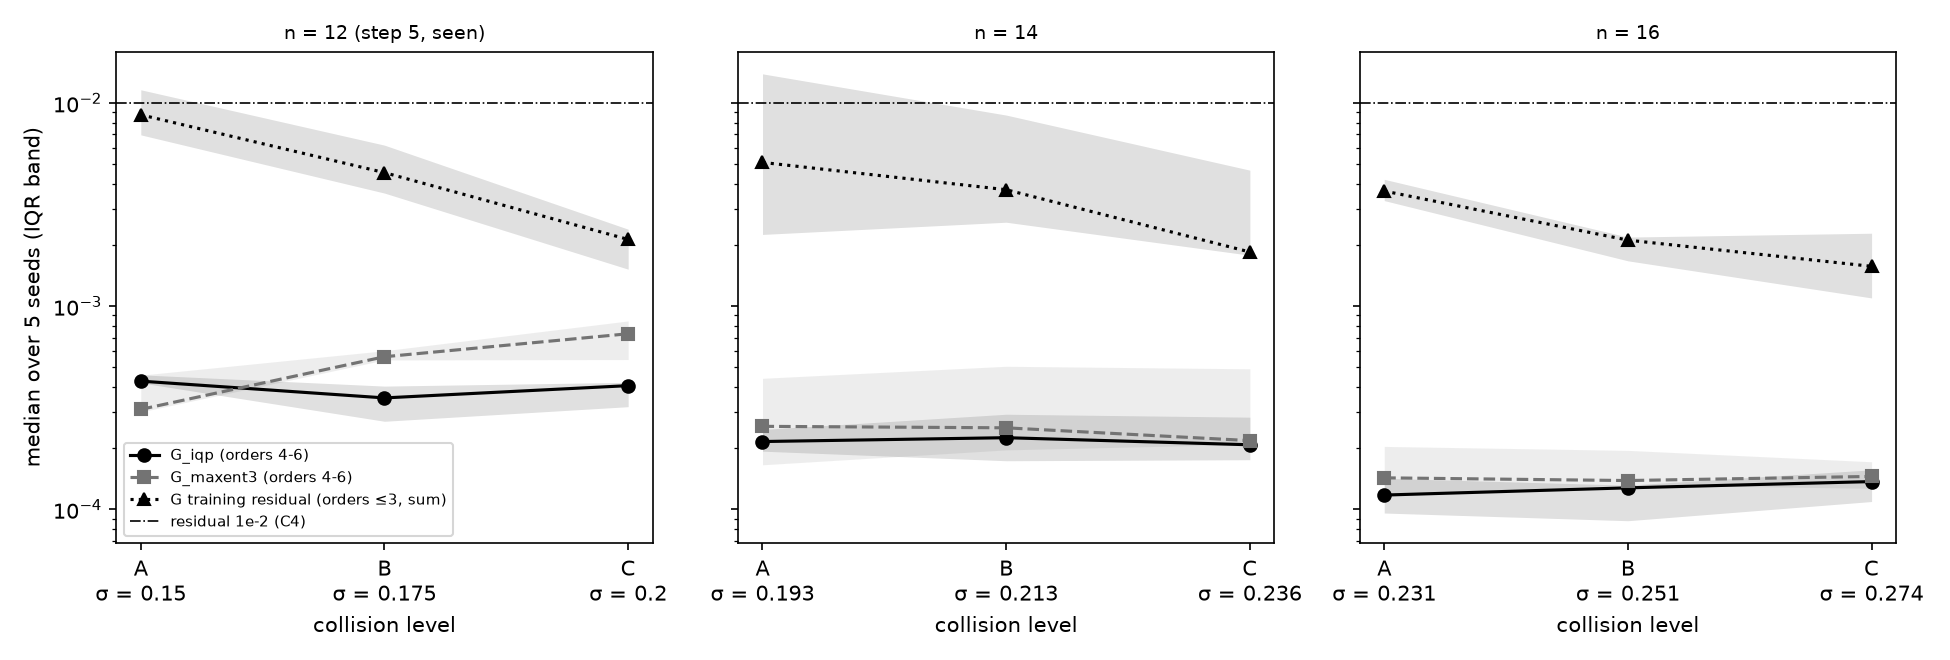 n = 12 (step 5, seen)
n = 14
n = 16
median over 5 seeds (IQR band)
10⁻²
10⁻³
10⁻⁴
G_iqp (orders 4-6)
G_maxent3 (orders 4-6)
G training residual (orders ≤3, sum)
residual 1e-2 (C4)
A
σ = 0.15
B
σ = 0.175
C
σ = 0.2
collision level
A
σ = 0.193
B
σ = 0.213
C
σ = 0.236
collision level
A
σ = 0.231
B
σ = 0.251
C
σ = 0.274
collision level